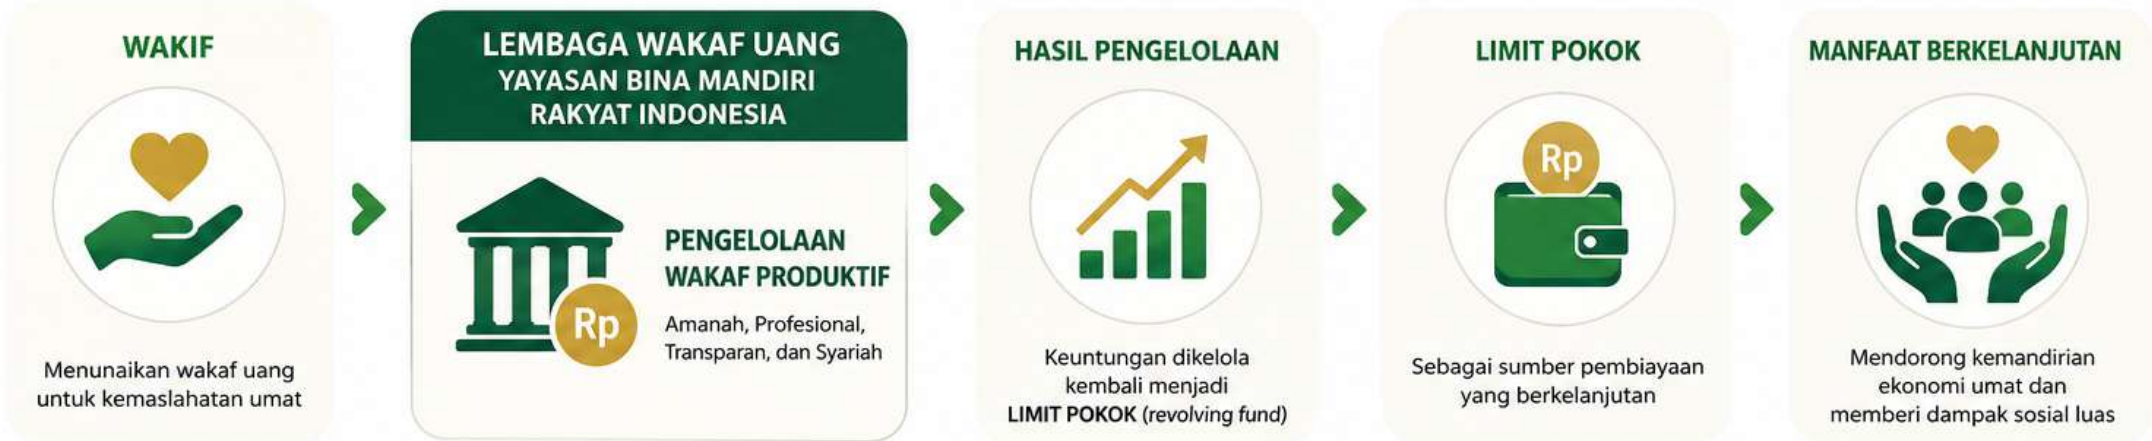 WAKIF
Menunaikan wakaf uang
untuk kemaslahatan umat
LEMBAGA WAKAF UANG
YAYASAN BINA MANDIRI
RAKYAT INDONESIA
Rp
PENGELOLAAN
WAKAF PRODUKTIF
Amanah, Profesional,
Transparan, dan Syariah
HASIL PENGELOLAAN
Keuntungan dikelola
kembali menjadi
LIMIT POKOK (revolving fund)
LIMIT POKOK
Rp
Sebagai sumber pembiayaan
yang berkelanjutan
MANFAAT BERKELANJUTAN
Mendorong kemandirian
ekonomi umat dan
memberi dampak sosial luas